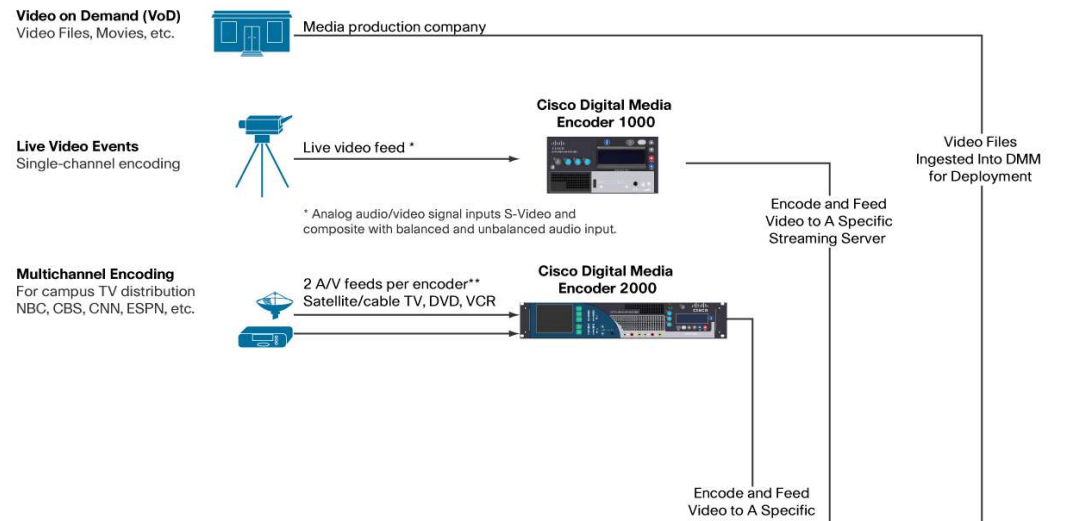 Video on Demand (VoD)
Video Files, Movies, etc.
Media production company
Cisco Digital Media
Encoder 1000
Live Video Events
Single-channel encoding
Live video feed *
Video Files
Ingested Into DMM
for Deployment
* Analog audio/video signal inputs S-Video and
composite with balanced and unbalanced audio input.
Encode and Feed
Video to A Specific
Streaming Server
Multichannel Encoding
For campus TV distribution
NBC, CBS, CNN, ESPN, etc.
2 A/V feeds per encoder**
Satellite/cable TV, DVD, VCR
Cisco Digital Media
Encoder 2000
CISCO
Encode and Feed
Video to A Specific